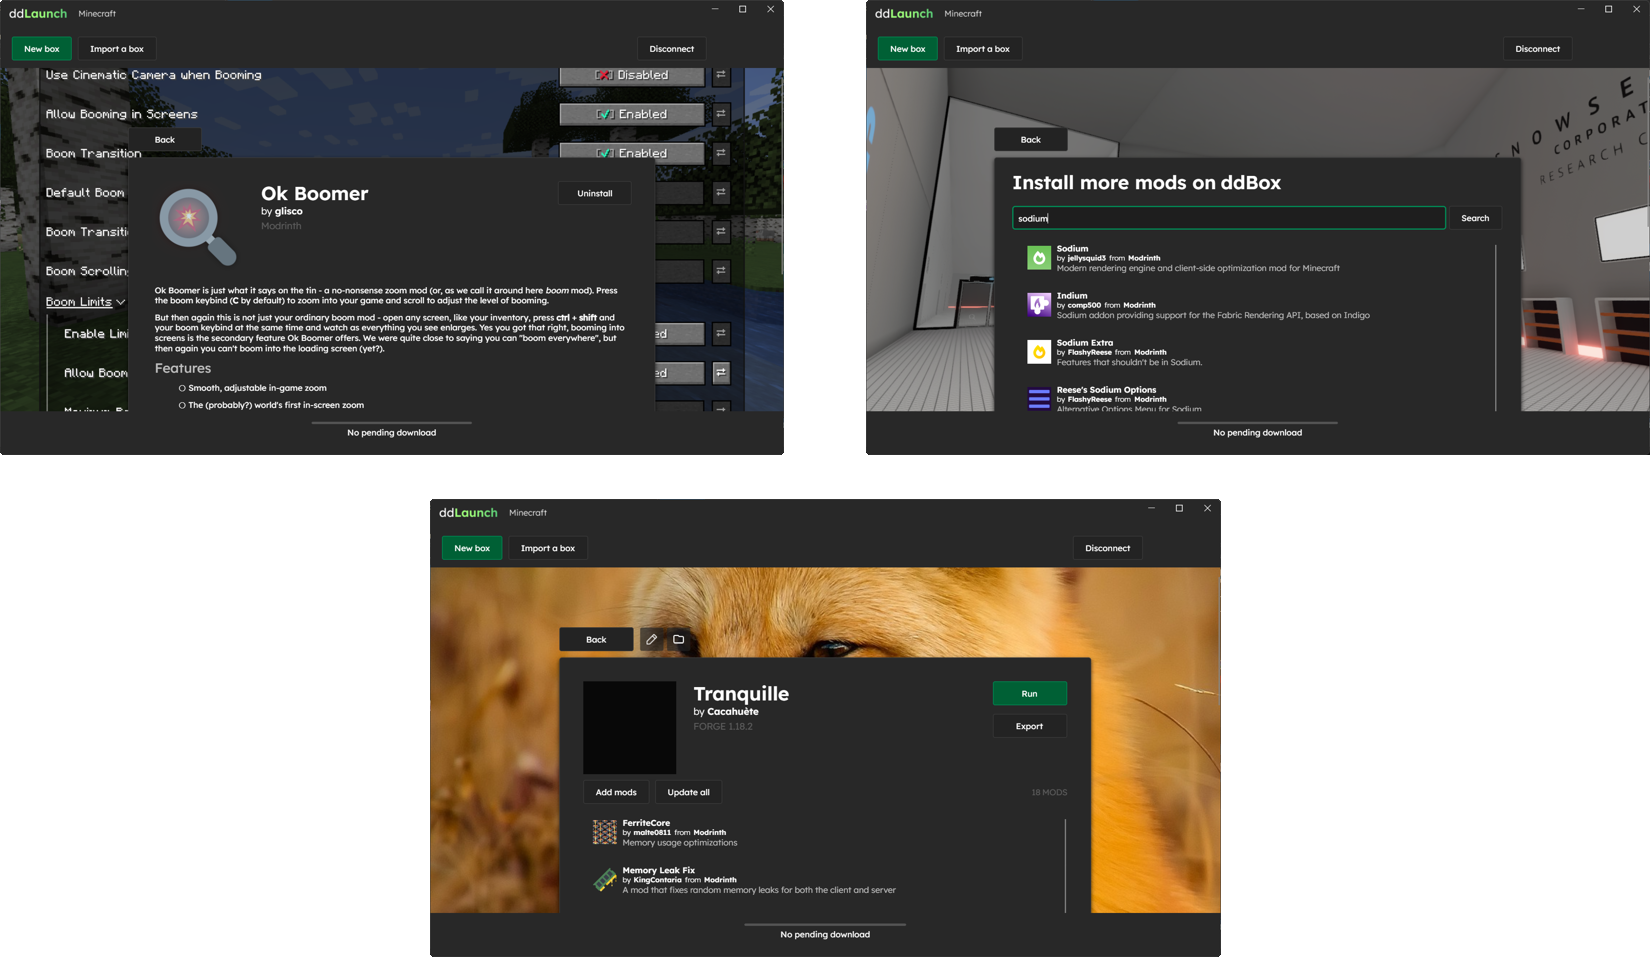 ddLaunch Minecraft
New box Import a box Disconnect
Use Cinematic Camera when Booming [X] Disabled
Allow Booming in Screens [✓] Enabled
Back
Boom Transition [✓] Enabled
Default Boom
Boom Transiti
Boom Scrolling
Boom Limits
Enable Limi
Allow Boom
Ok Boomer
by glisco
Modrinth
Uninstall
Ok Boomer is just what it says on the tin - a no-nonsense zoom mod (or, as we call it around here boom mod). Press
the boom keybind (C by default) to zoom into your game and scroll to adjust the level of booming.
But then again this is not just your ordinary boom mod - open any screen, like your inventory, press ctrl + shift and
your boom keybind at the same time and watch as everything you see enlarges. Yes you got that right, booming into
screens is the secondary feature Ok Boomer offers. We were quite close to saying you can "boom everywhere", but
then again you can't boom into the loading screen (yet?).
Features
Smooth, adjustable in-game zoom
The (probably?) world's first in-screen zoom
ed
ed
No pending download
ddLaunch Minecraft
New box Import a box Disconnect
NOWSE
CORPORAT
RESEARCH C
Back
Install more mods on ddBox
sodium Search
Sodium
by jellysquid3 from Modrinth
Modern rendering engine and client-side optimization mod for Minecraft
Indium
by comp500 from Modrinth
Sodium addon providing support for the Fabric Rendering API, based on Indigo
Sodium Extra
by FlashyReese from Modrinth
Features that shouldn't be in Sodium.
Reese's Sodium Options
by FlashyReese from Modrinth
Alternative Options Menu for Sodium
No pending download
ddLaunch Minecraft
New box Import a box Disconnect
Back
Tranquille
by Cacahuète
FORGE 1.18.2
Run
Export
Add mods Update all 18 MODS
FerriteCore
by malte0811 from Modrinth
Memory usage optimizations
Memory Leak Fix
by KingContaria from Modrinth
A mod that fixes random memory leaks for both the client and server
No pending download